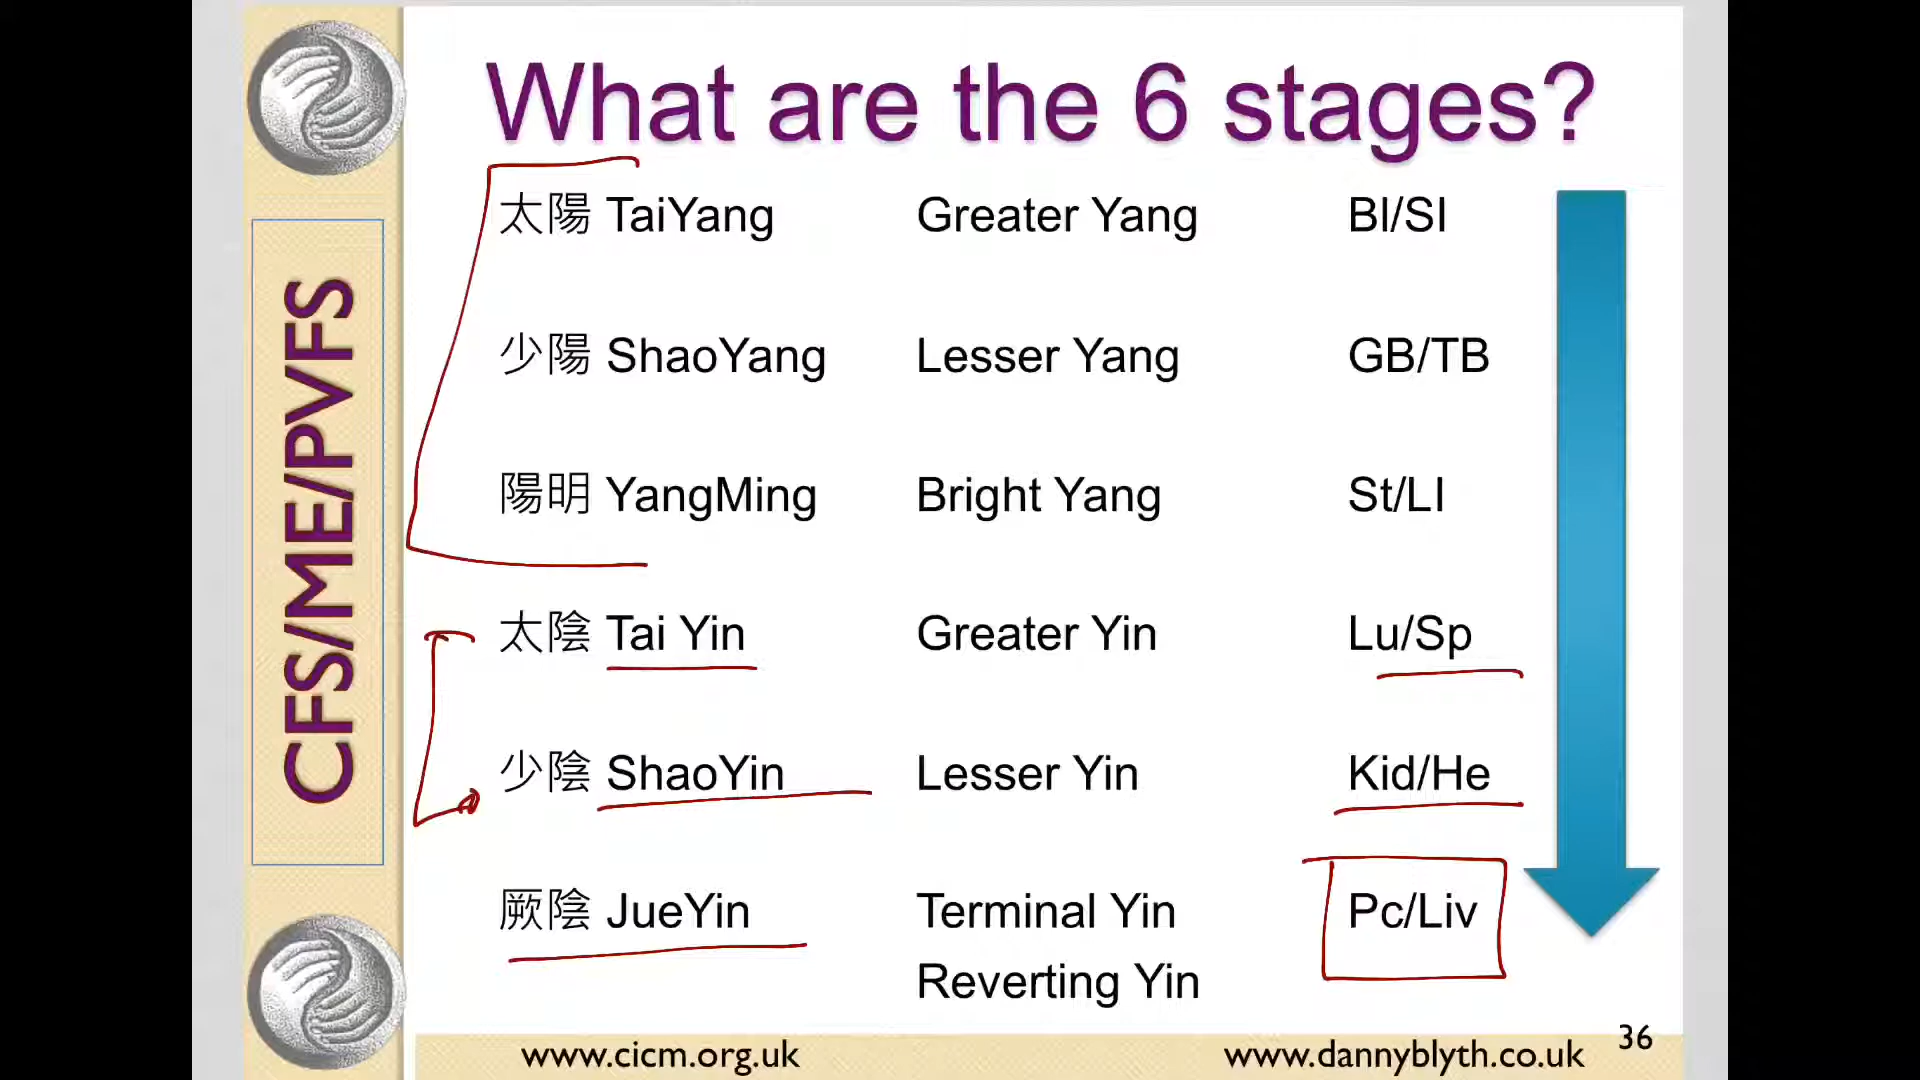 What are the 6 stages?
太陽 TaiYang Greater Yang Bl/SI
少陽 ShaoYang Lesser Yang GB/TB
陽明 YangMing Bright Yang St/LI
太陰 Tai Yin Greater Yin Lu/Sp
少陰 ShaoYin Lesser Yin Kid/He
厥陰 JueYin Terminal Yin Pc/Liv
Reverting Yin
CFS/ME/PVFS
www.cicm.org.uk www.dannyblyth.co.uk 36